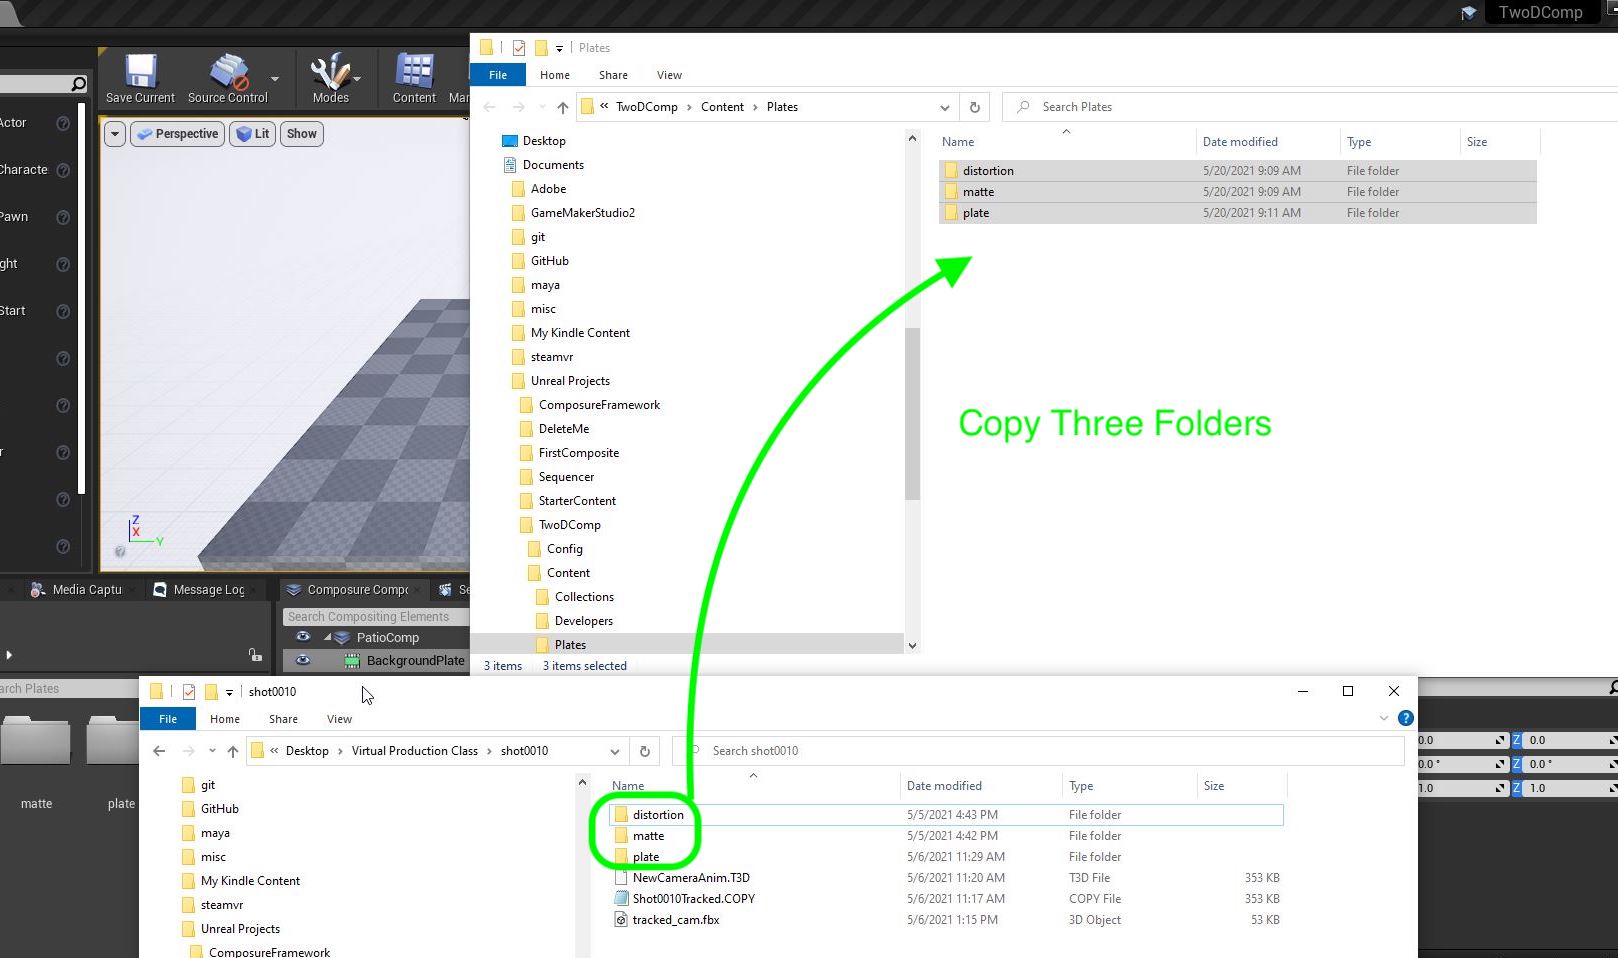 TwoDComp
Save Current
Source Control
Modes
Content
Perspective
Lit
Show
Plates
File
Home
Share
View
« TwoDComp > Content > Plates
Search Plates
Name
Date modified
Type
Size
distortion
5/20/2021 9:09 AM
File folder
matte
5/20/2021 9:09 AM
File folder
plate
5/20/2021 9:11 AM
File folder
Desktop
Documents
Adobe
GameMakerStudio2
git
GitHub
maya
misc
My Kindle Content
steamvr
Unreal Projects
ComposureFramework
DeleteMe
FirstComposite
Sequencer
StarterContent
TwoDComp
Config
Content
Collections
Developers
Plates
3 items
3 items selected
Copy Three Folders
Actor
Characte
Pawn
ght
Start
r
Z
X
Y
Media Captu
Message Log
Composure Compo
Se
Search Compositing Elements
PatioComp
BackgroundPlate
arch Plates
matte
plate
shot0010
File
Home
Share
View
« Desktop > Virtual Production Class > shot0010
Search shot0010
git
GitHub
maya
misc
My Kindle Content
steamvr
Unreal Projects
ComposureFramework
Name
Date modified
Type
Size
distortion
5/5/2021 4:43 PM
File folder
matte
5/5/2021 4:42 PM
File folder
plate
5/6/2021 11:29 AM
File folder
NewCameraAnim.T3D
5/6/2021 11:20 AM
T3D File
353 KB
Shot0010Tracked.COPY
5/6/2021 11:17 AM
COPY File
353 KB
tracked_cam.fbx
5/6/2021 1:15 PM
3D Object
53 KB
0.0 Z 0.0
0.0 ° Z 0.0 °
1.0 Z 1.0